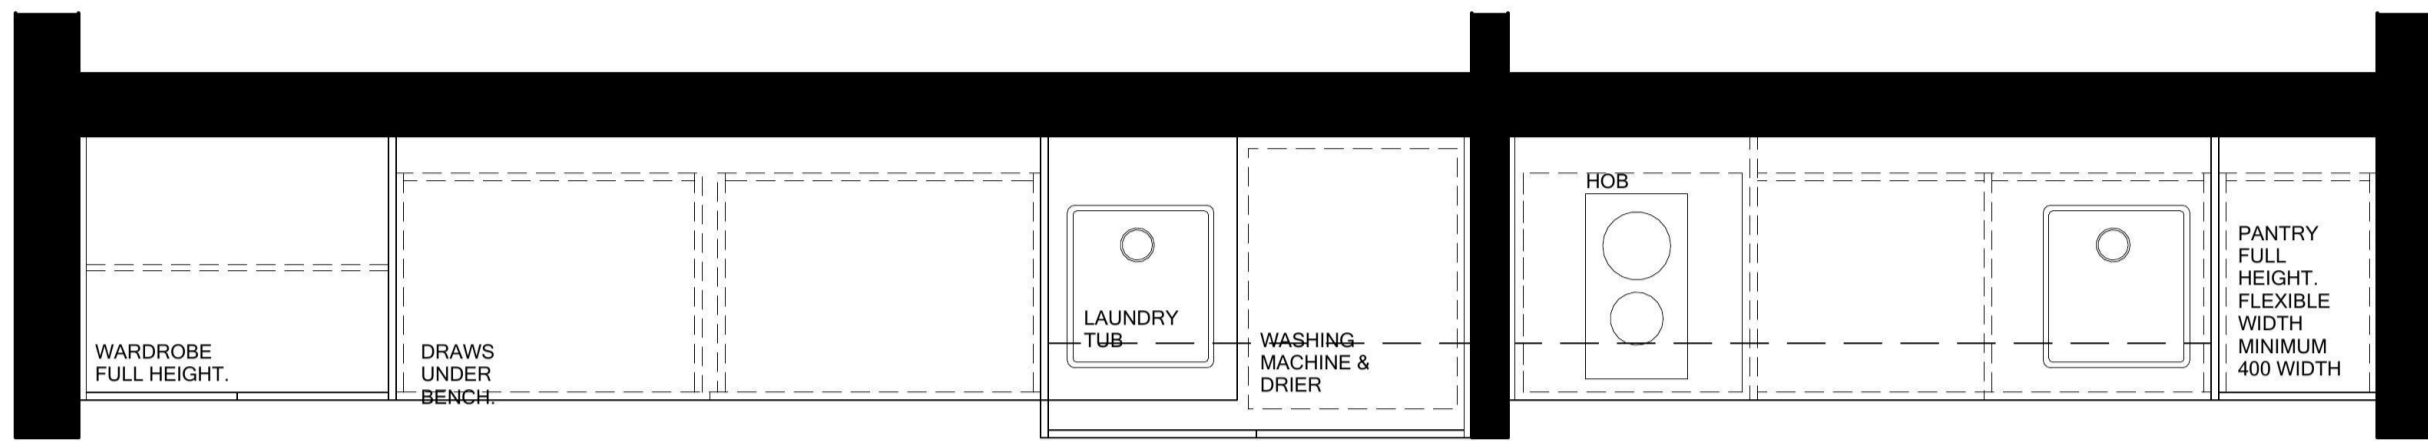 WARDROBE
FULL HEIGHT.
DRAWS
UNDER
BENCH.
LAUNDRY
TUB
WASHING
MACHINE &
DRIER
HOB
PANTRY
FULL
HEIGHT.
FLEXIBLE
WIDTH
MINIMUM
400 WIDTH